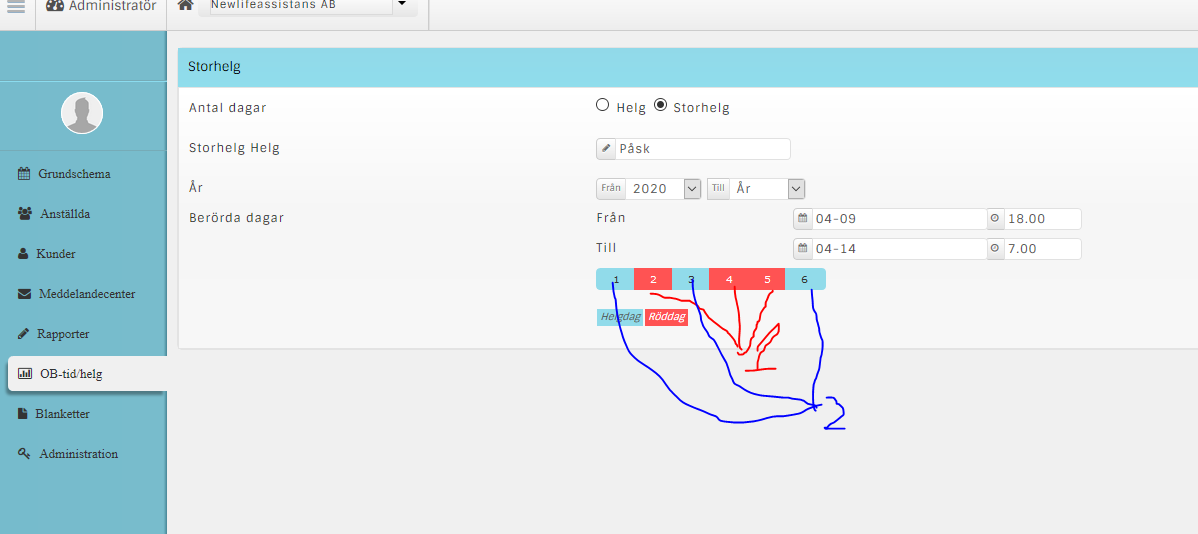 Administratör
Newlifeassistans AB
Storhelg
Antal dagar
Helg Storhelg
Storhelg Helg
Påsk
År
Från 2020 Till År
Berörda dagar
Från 04-09 18.00
Till 04-14 7.00
1 2 3 4 5 6
Helgdag Röddag
1
2
Grundschema
Anställda
Kunder
Meddelandecenter
Rapporter
OB-tid/helg
Blanketter
Administration